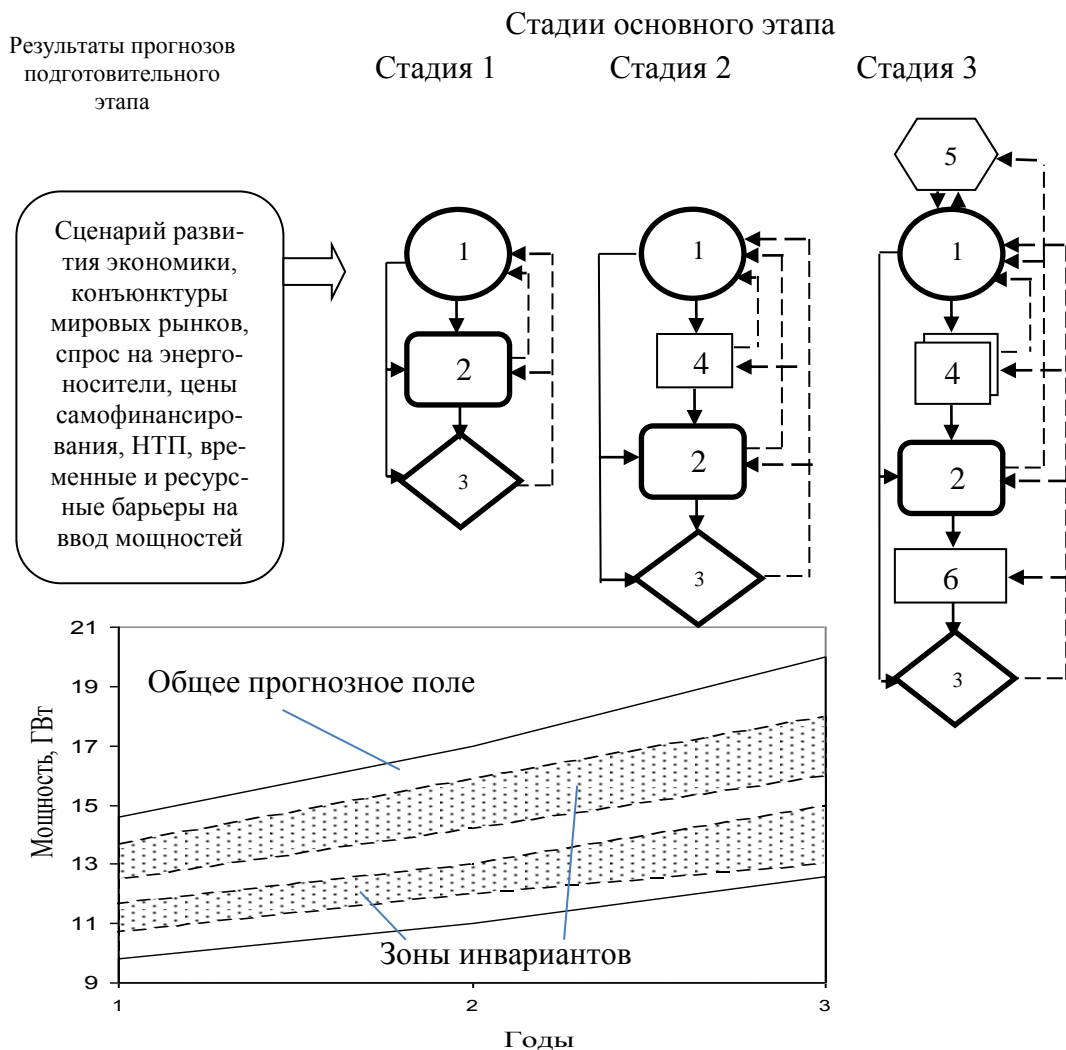 Стадии основного этапа
Результаты прогнозов
подготовительного
этапа
Стадия 1
Стадия 2
Стадия 3
Сценарий разви-
тия экономики,
конъюнктуры
мировых рынков,
спрос на энерго-
носители, цены
самофинансиро-
вания, НТП, вре-
менные и ресурс-
ные барьеры на
ввод мощностей
1
2
3
1
4
2
3
5
1
4
2
6
3
Мощность, ГВт
21
19
17
15
13
11
9
Общее прогнозное поле
Зоны инвариантов
1
2
3
Годы